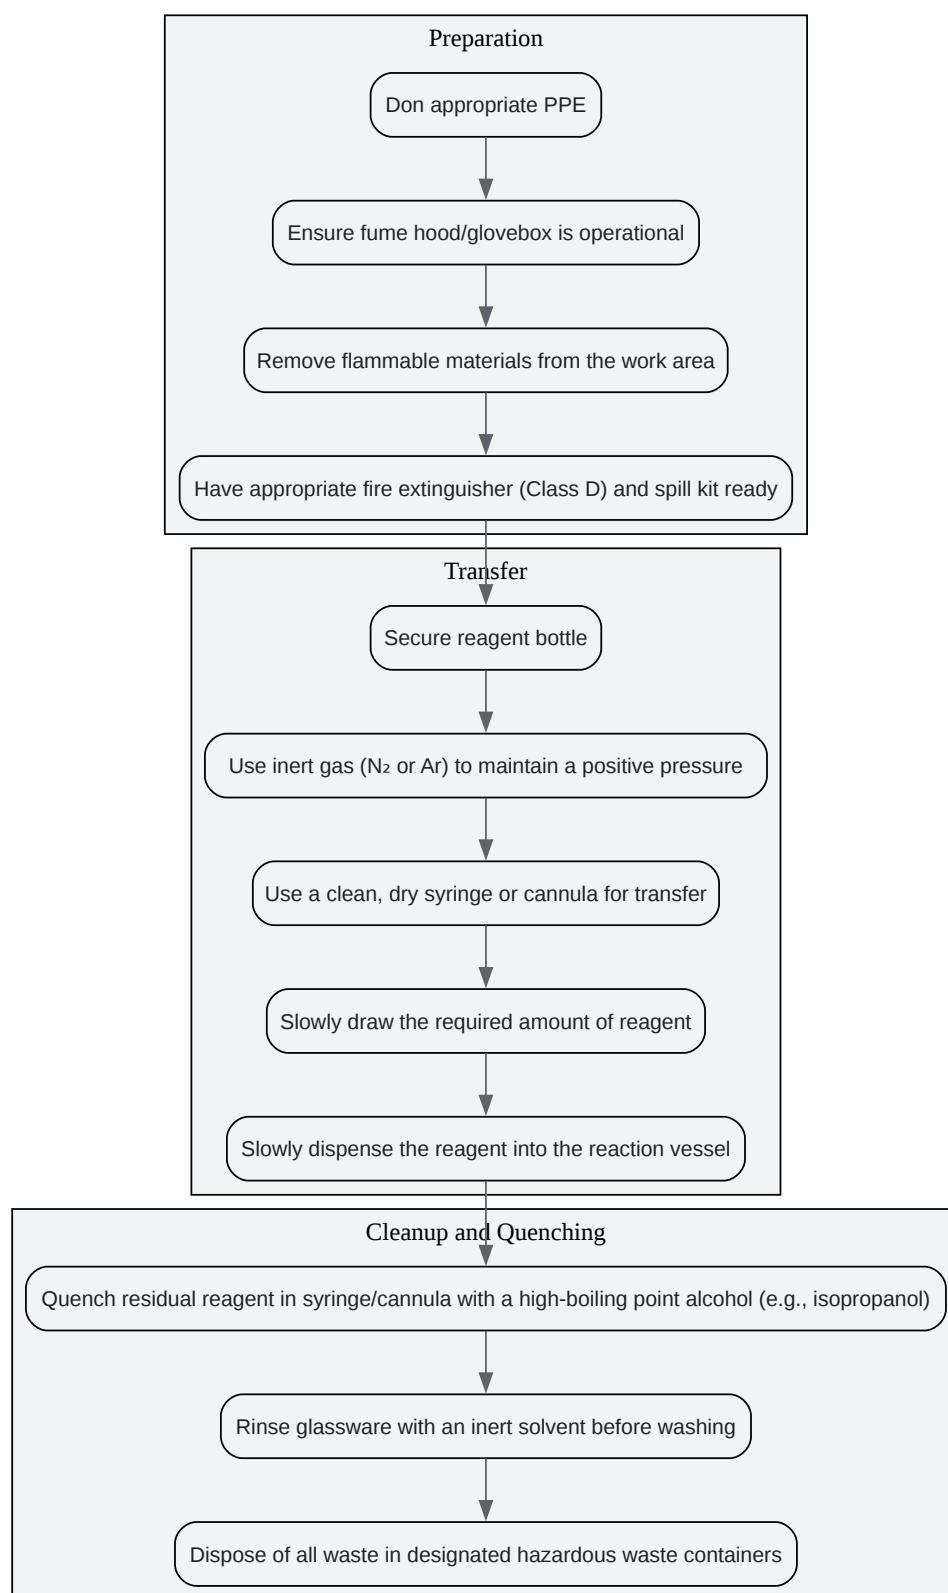 Preparation
Don appropriate PPE
Ensure fume hood/glovebox is operational
Remove flammable materials from the work area
Have appropriate fire extinguisher (Class D) and spill kit ready
Transfer
Secure reagent bottle
Use inert gas (N₂ or Ar) to maintain a positive pressure
Use a clean, dry syringe or cannula for transfer
Slowly draw the required amount of reagent
Slowly dispense the reagent into the reaction vessel
Cleanup and Quenching
Quench residual reagent in syringe/cannula with a high-boiling point alcohol (e.g., isopropanol)
Rinse glassware with an inert solvent before washing
Dispose of all waste in designated hazardous waste containers